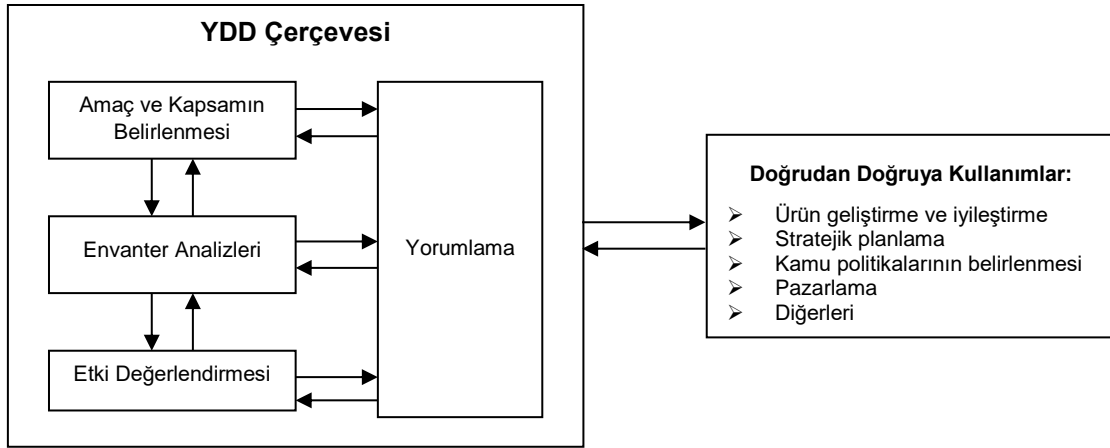 YDD Çerçevesi
Amaç ve Kapsamın
Belirlenmesi
Envanter Analizleri
Etki Değerlendirmesi
Yorumlama
Doğrudan Doğruya Kullanımlar:
➢ Ürün geliştirme ve iyileştirme
➢ Stratejik planlama
➢ Kamu politikalarının belirlenmesi
➢ Pazarlama
➢ Diğerleri